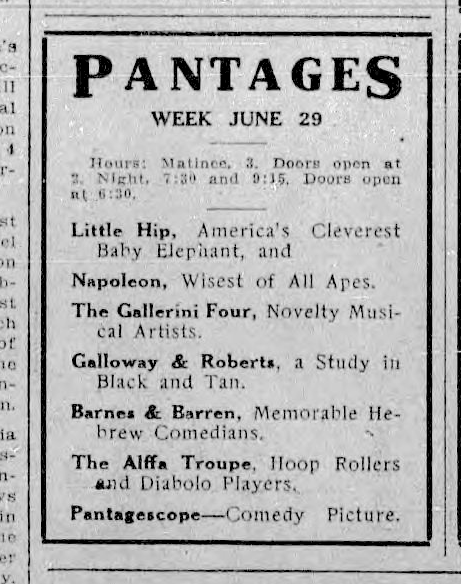 PANTAGES
WEEK JUNE 29
Hours: Matinee, 3. Doors open at
2. Night, 7:30 and 9:15. Doors open
at 6:30.
Little Hip, America's Cleverest
Baby Elephant, and
Napoleon, Wisest of All Apes.
The Gallerini Four, Novelty Musi-
cal Artists.
Galloway & Roberts, a Study in
Black and Tan.
Barnes & Barren, Memorable He-
brew Comedians.
The Alffa Troupe, Hoop Rollers
and Diabolo Players.
Pantagescope—Comedy Picture.